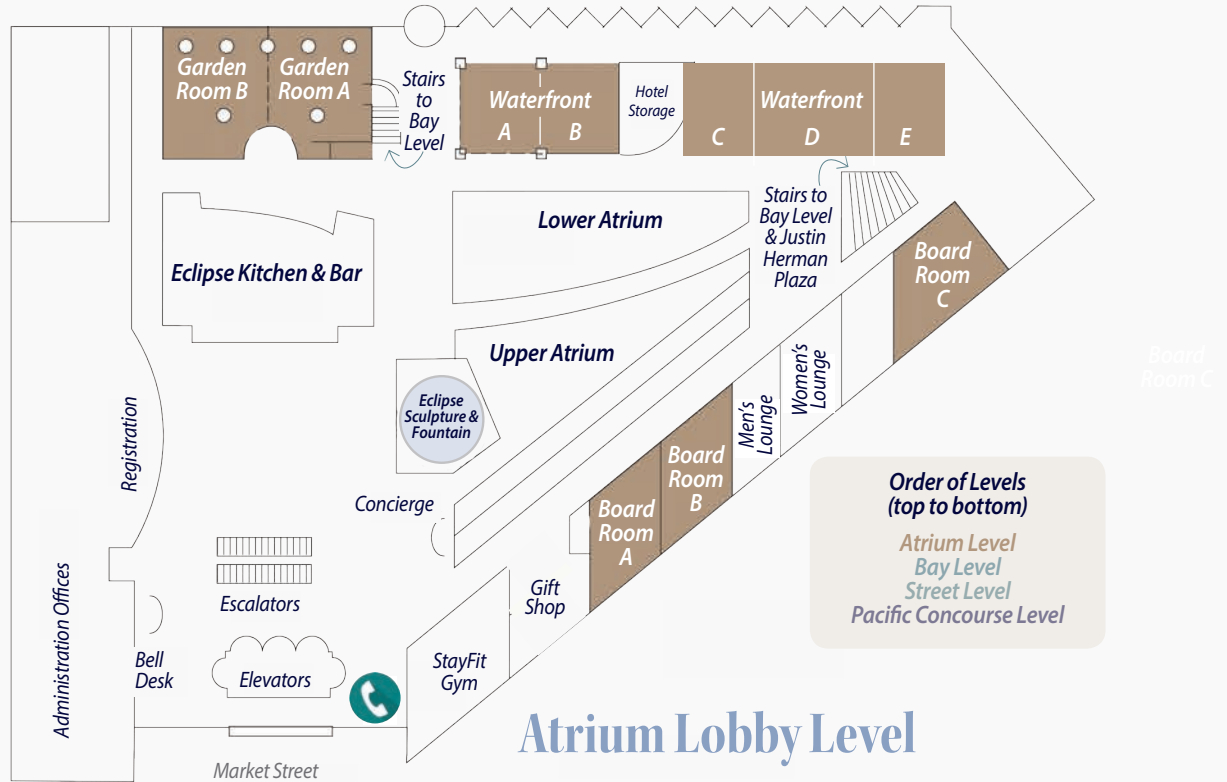 Garden
Room B
Garden
Room A
Stairs
to
Bay
Level
Waterfront
A
B
Hotel
Storage
Waterfront
C
D
E
Lower Atrium
Stairs to
Bay Level
& Justin
Herman
Plaza
Board
Room
C
Eclipse Kitchen & Bar
Upper Atrium
Women's
Lounge
Men's
Lounge
Board
Room C
Eclipse
Sculpture &
Fountain
Registration
Board
Room
B
Board
Room
A
Concierge
Order of Levels
(top to bottom)
Atrium Level
Bay Level
Street Level
Pacific Concourse Level
Gift
Shop
Escalators
Administration Offices
Bell
Desk
Elevators
StayFit
Gym
Atrium Lobby Level
Market Street